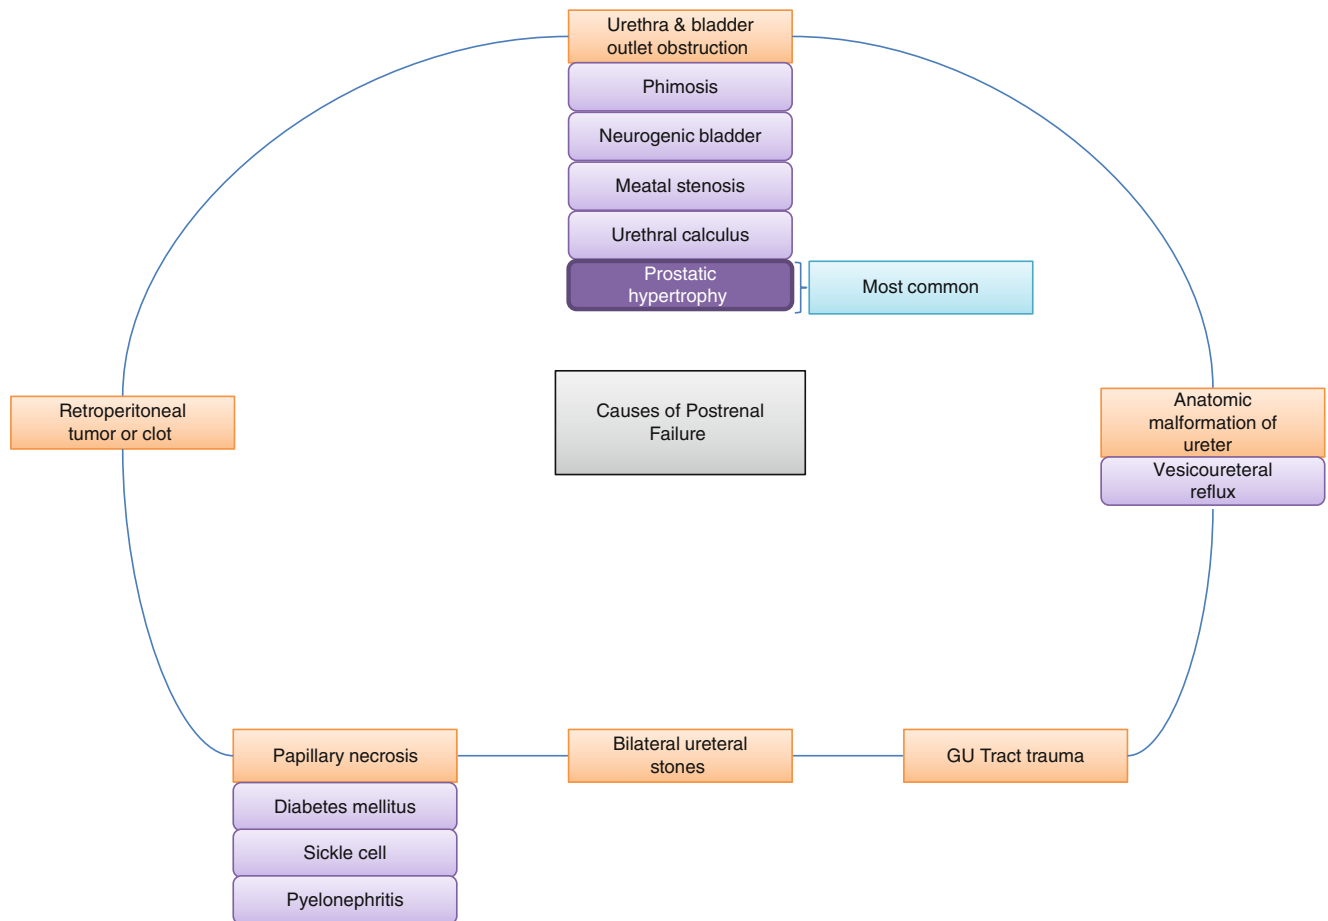 Urethra & bladder
outlet obstruction
Phimosis
Neurogenic bladder
Meatal stenosis
Urethral calculus
Prostatic
hypertrophy
Most common
Causes of Postrenal
Failure
Retroperitoneal
tumor or clot
Anatomic
malformation of
ureter
Vesicoureteral
reflux
Papillary necrosis
Diabetes mellitus
Sickle cell
Pyelonephritis
Bilateral ureteral
stones
GU Tract trauma